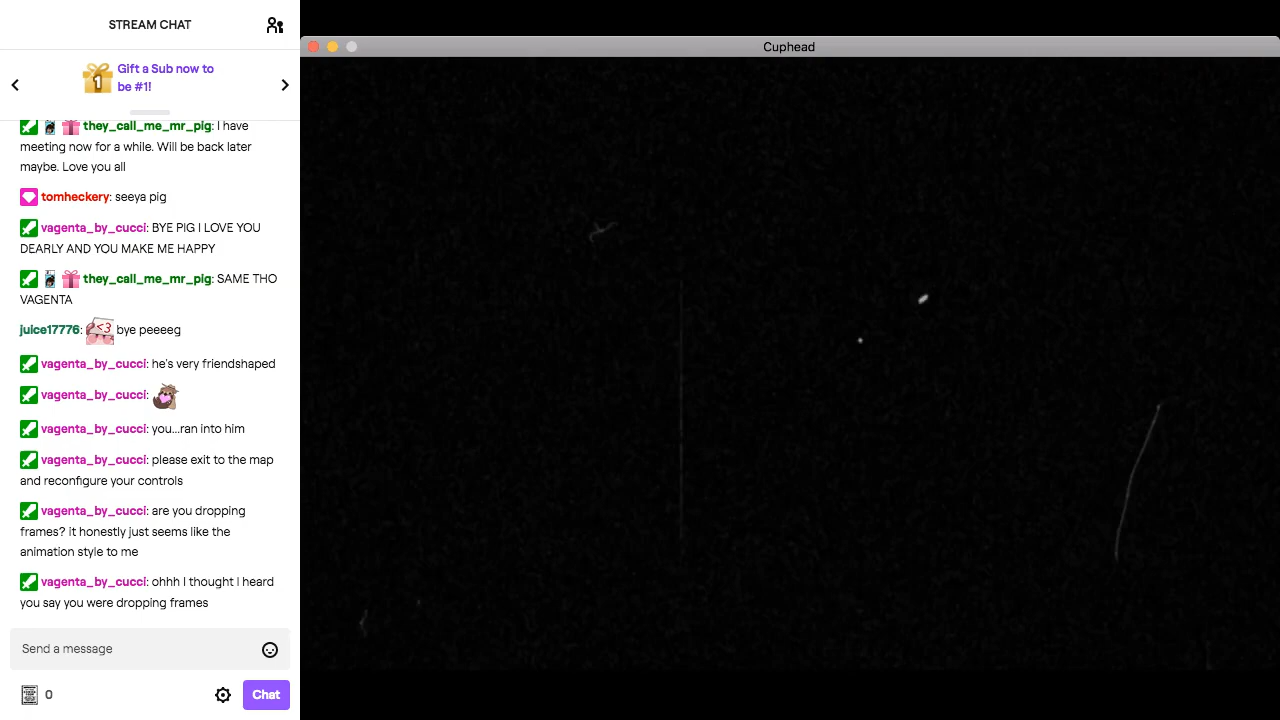 STREAM CHAT
Cuphead
1
Gift a Sub now to
be #1!
they_call_me_mr_pig: I have
meeting now for a while. Will be back later
maybe. Love you all
tomheckery: seeya pig
vagenta_by_cucci: BYE PIG I LOVE YOU
DEARLY AND YOU MAKE ME HAPPY
they_call_me_mr_pig: SAME THO
VAGENTA
juice17776: <3 bye peeeeg
vagenta_by_cucci: he's very friendshaped
vagenta_by_cucci:
vagenta_by_cucci: you...ran into him
vagenta_by_cucci: please exit to the map
and reconfigure your controls
vagenta_by_cucci: are you dropping
frames? it honestly just seems like the
animation style to me
vagenta_by_cucci: ohhh I thought I heard
you say you were dropping frames
Send a message
0
Chat